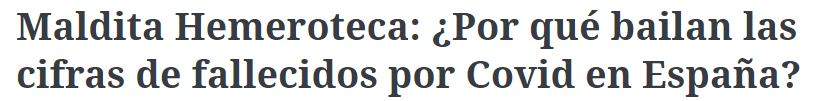 Maldita Hemeroteca: ¿Por qué bailan las
cifras de fallecidos por Covid en España?